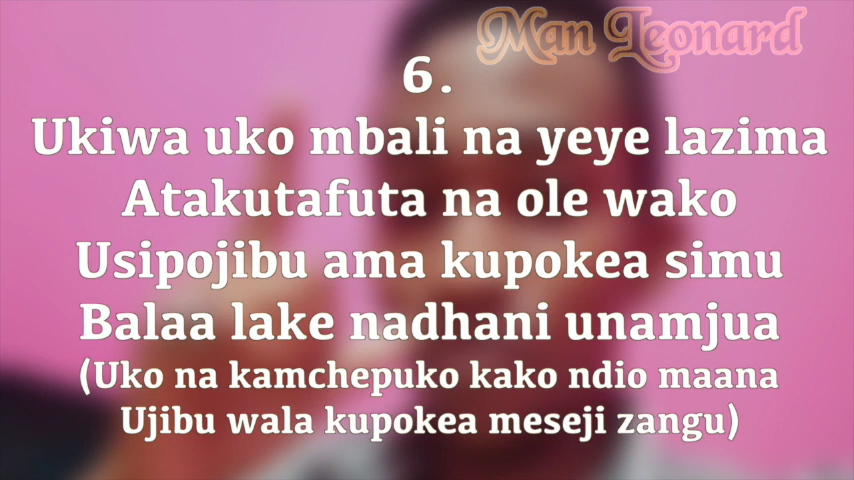 Man Leonard
6.
Ukiwa uko mbali na yeye lazima
Atakutafuta na ole wako
Usipojibu ama kupokea simu
Balaa lake nadhani unamjua
(Uko na kamchepuko kako ndio maana
Ujibu wala kupokea meseji zangu)